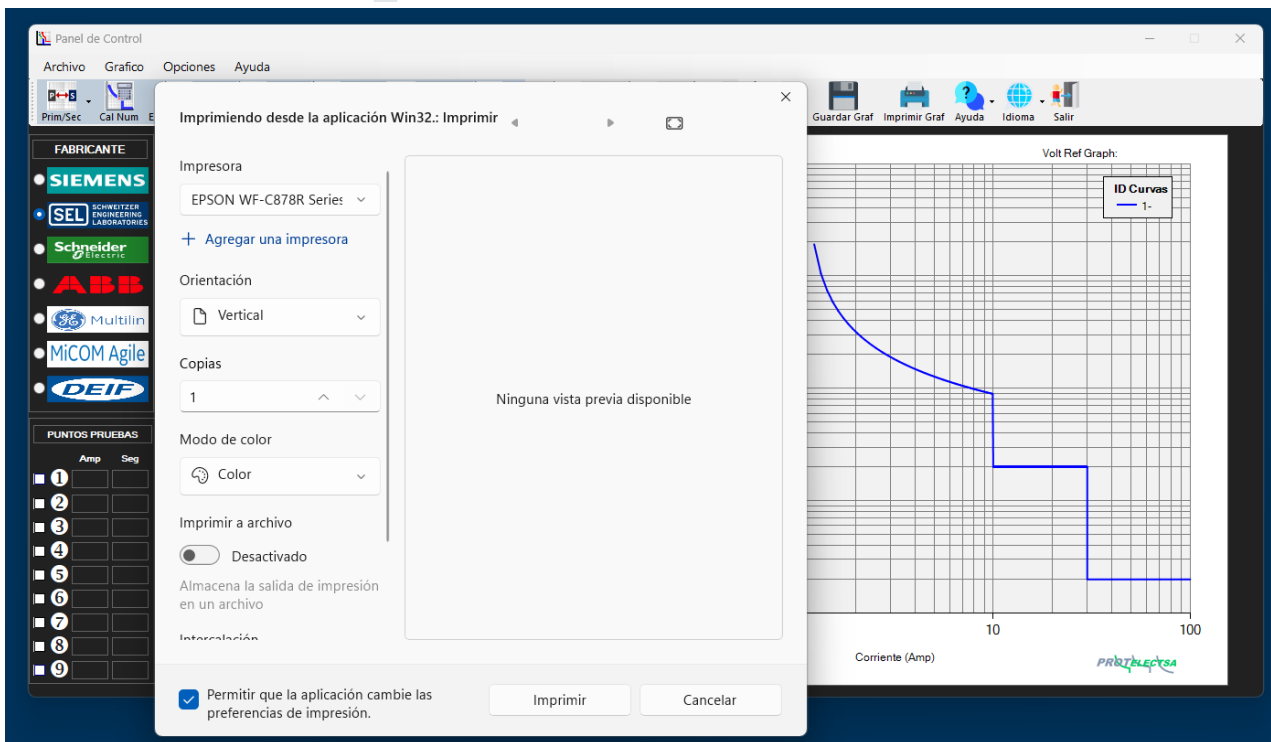 Panel de Control
Archivo Grafico Opciones Ayuda
P S
Prim/Sec Cal Num E
Guardar Graf Imprimir Graf Ayuda Idioma Salir
Imprimiendo desde la aplicación Win32.: Imprimir
FABRICANTE
SIEMENS
SEL SCHWEITZER
ENGINEERING
LABORATORIES
Schneider
Electric
ABB
GE Multilin
MiCOM Agile
DEIF
PUNTOS PRUEBAS
Amp Seg
1
2
3
4
5
6
7
8
9
Impresora
EPSON WF-C878R Series
+ Agregar una impresora
Orientación
Vertical
Copias
1
Modo de color
Color
Imprimir a archivo
Desactivado
Almacena la salida de impresión
en un archivo
Intercalación
Ninguna vista previa disponible
Permitir que la aplicación cambie las
preferencias de impresión.
Imprimir Cancelar
Volt Ref Graph:
ID Curvas
1-
10 100
Corriente (Amp)
PROTELECTSA